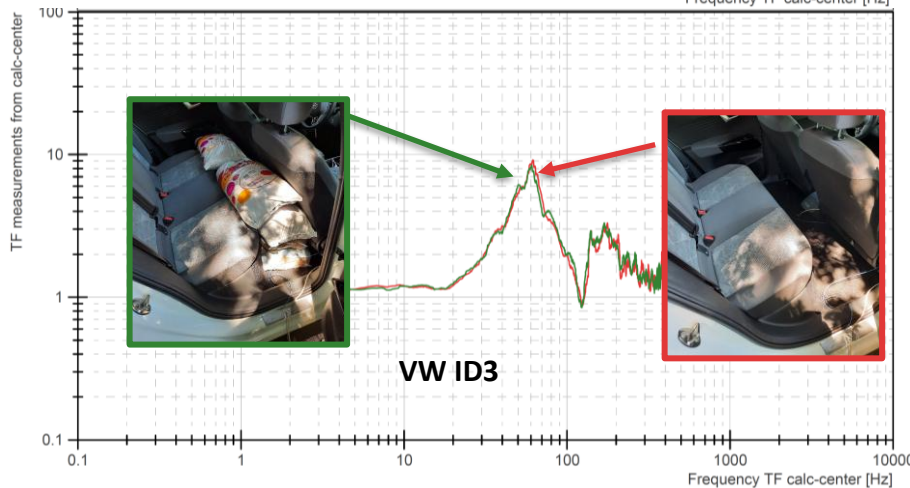 Frequency TF calc-center [Hz]
100
10
1
0.1
TF measurements from calc-center
VW ID3
0.1
1
10
100
1000
10000
Frequency TF calc-center [Hz]